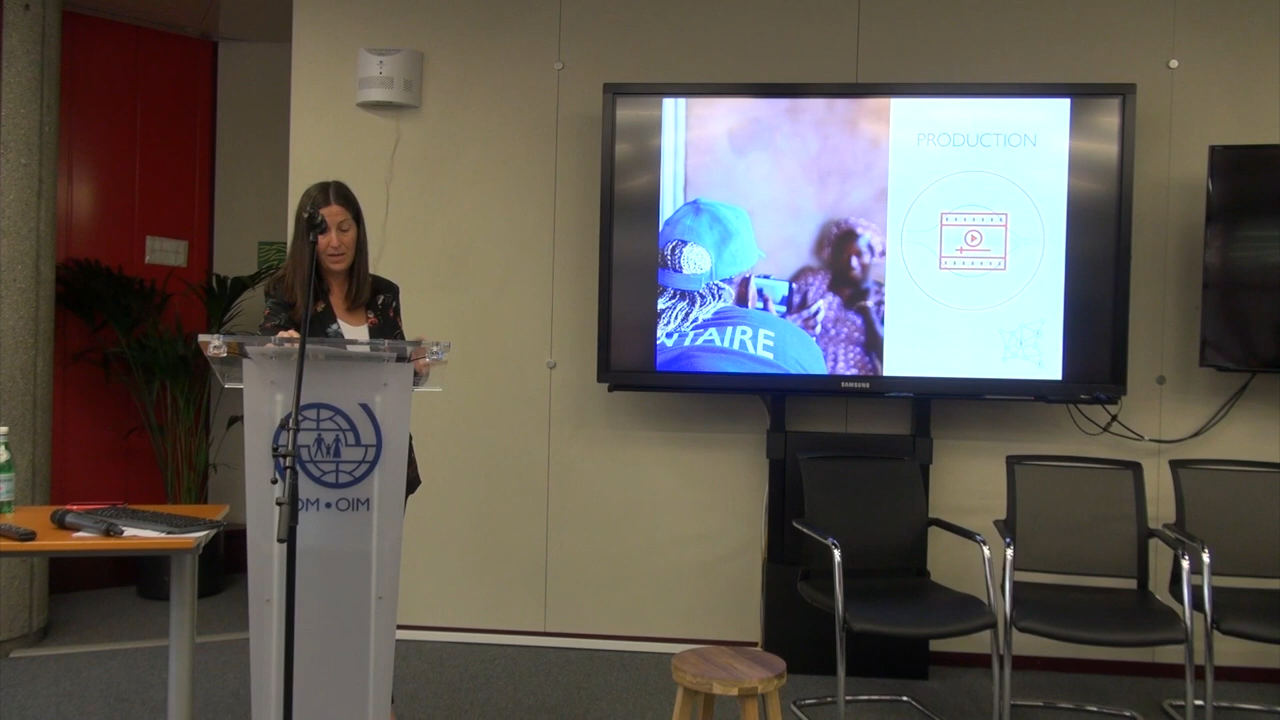 PRODUCTION
NTAIRE
SAMSUNG
OM • OIM